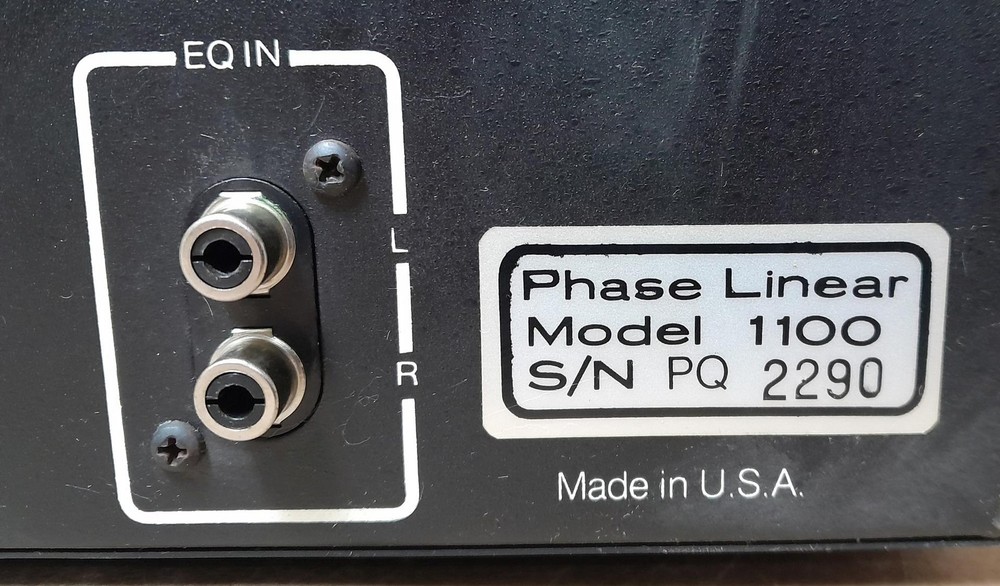 EQ IN
L
R
Phase Linear
Model 1100
S/N PQ 2290
Made in U.S.A.